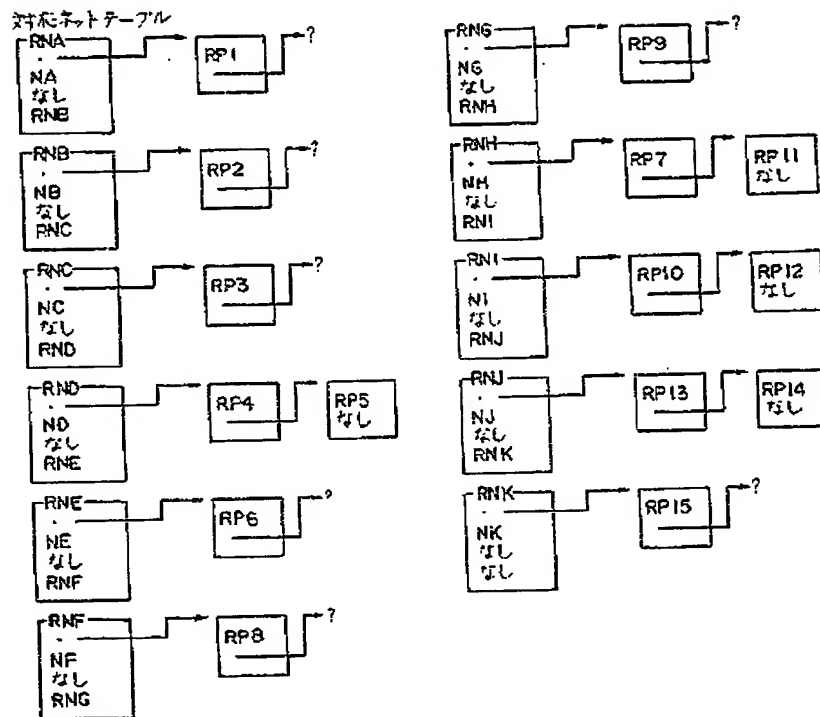 対応ネットテーブル
RNA
RP1
?
NA
なし
RNB
RNB
RP2
?
NB
なし
RNC
RNC
RP3
?
NC
なし
RND
RND
RP4
RP5
なし
ND
なし
RNE
RNE
RP6
?
NE
なし
RNF
RNF
RP8
?
NF
なし
RNG
RNG
RP9
?
NG
なし
RNH
RNH
RP7
RP11
なし
NH
なし
RNI
RNI
RP10
RP12
なし
NI
なし
RNJ
RNJ
RP13
RP14
なし
NJ
なし
RNK
RNK
RP15
?
NK
なし
なし